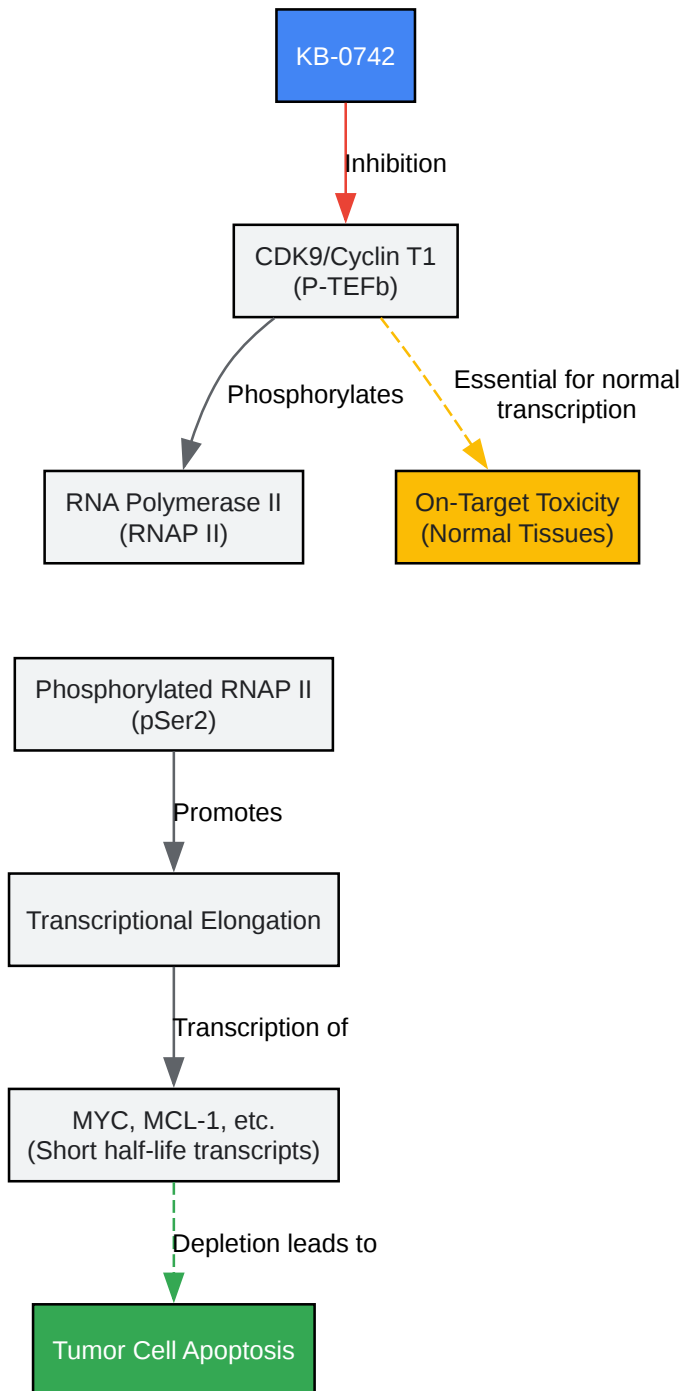 KB-0742
Inhibition
CDK9/Cyclin T1
(P-TEFb)
Phosphorylates
Essential for normal
transcription
RNA Polymerase II
(RNAP II)
On-Target Toxicity
(Normal Tissues)
Phosphorylated RNAP II
(pSer2)
Promotes
Transcriptional Elongation
Transcription of
MYC, MCL-1, etc.
(Short half-life transcripts)
Depletion leads to
Tumor Cell Apoptosis